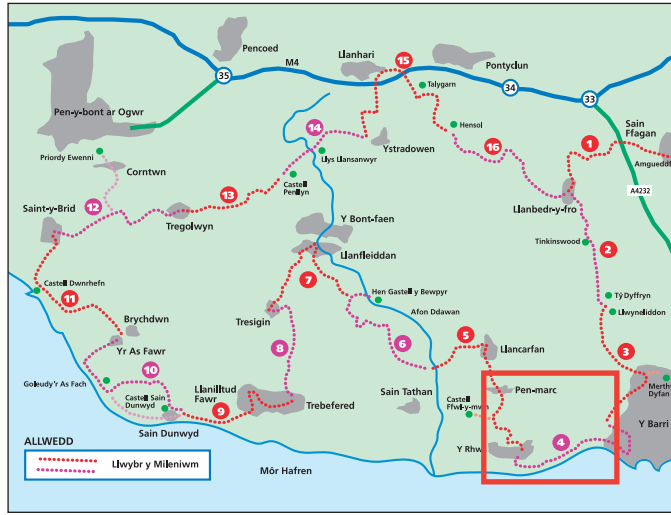 Pencoed
M4
35
Llanhari
15
Pontyclun
34
33
Talygarn
Pen-y-bont ar Ogwr
Priordy Ewenni
Corntwn
14
Llys Llansanwyr
Ystradowen
Hensol
16
1
Sain
Ffagan
Amgueddf
A4232
Llanbedr-y-fro
Castell
Penllyn
13
12
Saint-y-Brid
Tregolwyn
Y Bont-faen
Llanfleiddan
Tinkinswood
2
Castell Dwnrhefn
11
7
Hen Gastell y Bewpyr
Tŷ Dyffryn
Llwyneliddon
Afon Ddawan
Brychdwn
Tresigin
6
5
Llancarfan
3
Yr As Fawr
8
10
Goleudy'r As Fach
Castell Sain
Dunwyd
Llanilltud
Fawr
9
Trebefered
Sain Tathan
Pen-marc
Castell
Ffwl-y-mwn
Merth
Dyfan
Y Barri
4
Y Rhw
Sain Dunwyd
Môr Hafren
ALLWEDD
Llwybr y Mileniwm